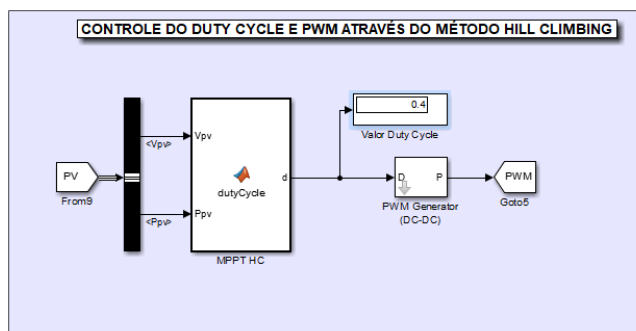 CONTROLE DO DUTY CYCLE E PWM ATRAVÉS DO MÉTODO HILL CLIMBING
0.4
Valor Duty Cycle
<Vpv>
Vpv
PV
From9
dutyCycle
d
D
P
PWM
Goto5
PWM Generator
(DC-DC)
<Ppv>
Ppv
MPPT HC